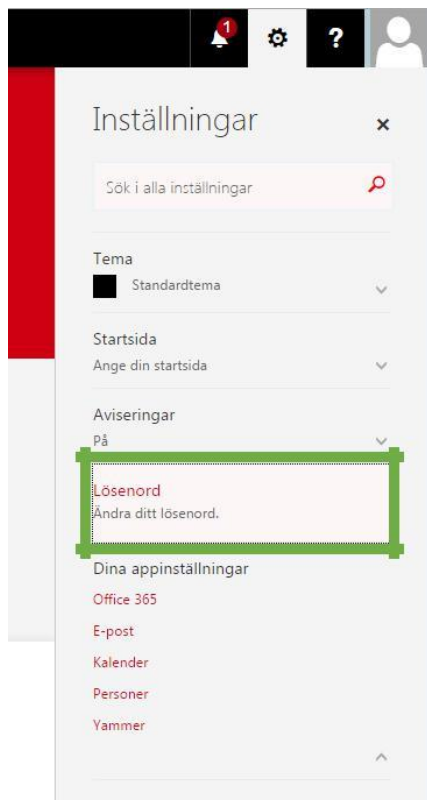 1
?
Inställningar
×
Sök i alla inställningar
Tema
Standardtema
Startsida
Ange din startsida
Aviseringar
På
Lösenord
Ändra ditt lösenord.
Dina appinställningar
Office 365
E-post
Kalender
Personer
Yammer